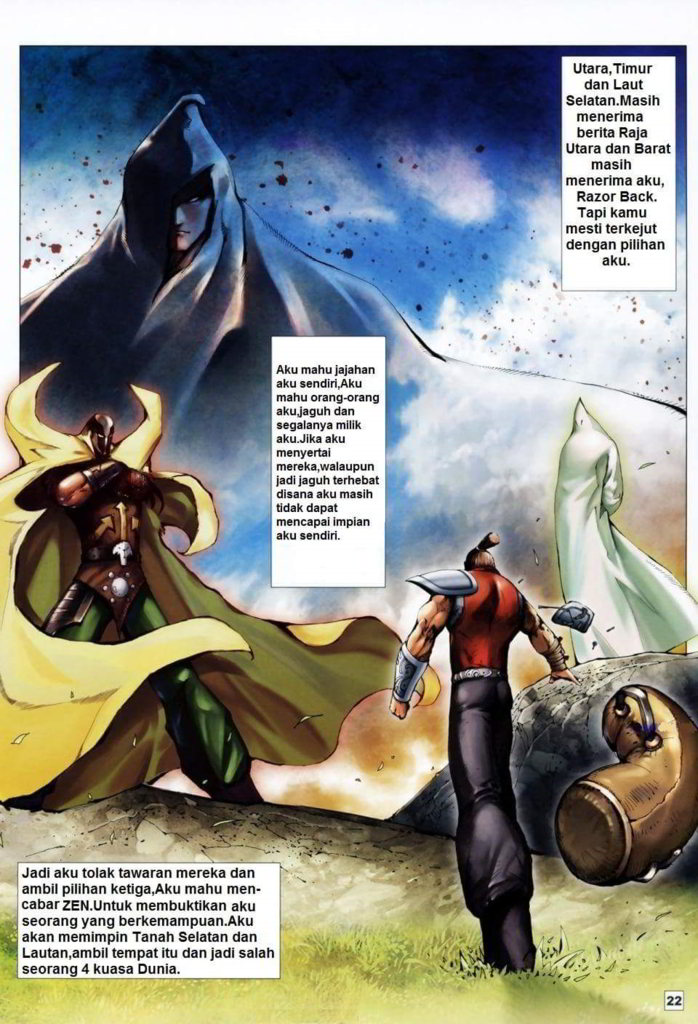 Utara,Timur
dan Laut
Selatan.Masih
menerima
berita Raja
Utara dan Barat
masih
menerima aku,
Razor Back.
Tapi kamu
mesti terkejut
dengan pilihan
aku.
Aku mahu jajahan
aku sendiri,Aku
mahu orang-orang
aku,jaguh dan
segalanya milik
aku.Jika aku
menyertai
mereka,walaupun
jadi jaguh terhebat
disana aku masih
tidak dapat
mencapai impian
aku sendiri.
Jadi aku tolak tawaran mereka dan
ambil pilihan ketiga,Aku mahu men-
cabar ZEN.Untuk membuktikan aku
seorang yang berkemampuan.Aku
akan memimpin Tanah Selatan dan
Lautan,ambil tempat itu dan jadi salah
seorang 4 kuasa Dunia.
22